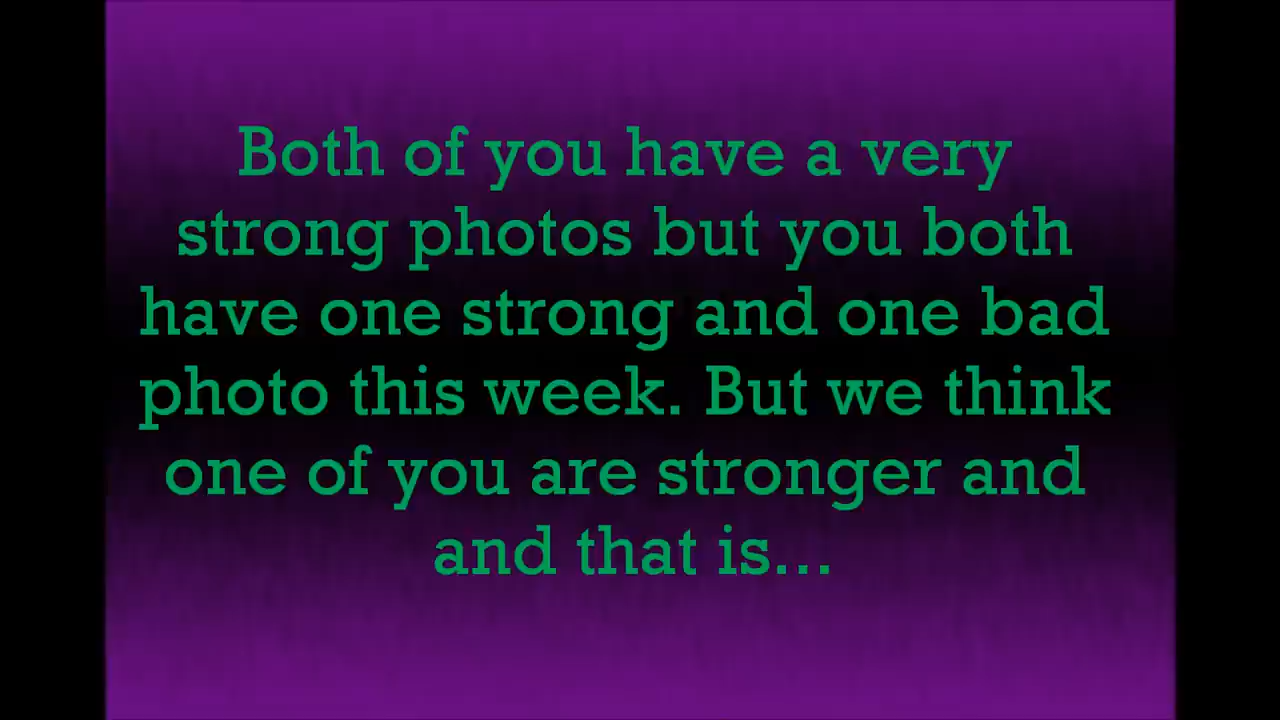 Both of you have a very
strong photos but you both
have one strong and one bad
photo this week. But we think
one of you are stronger and
and that is...